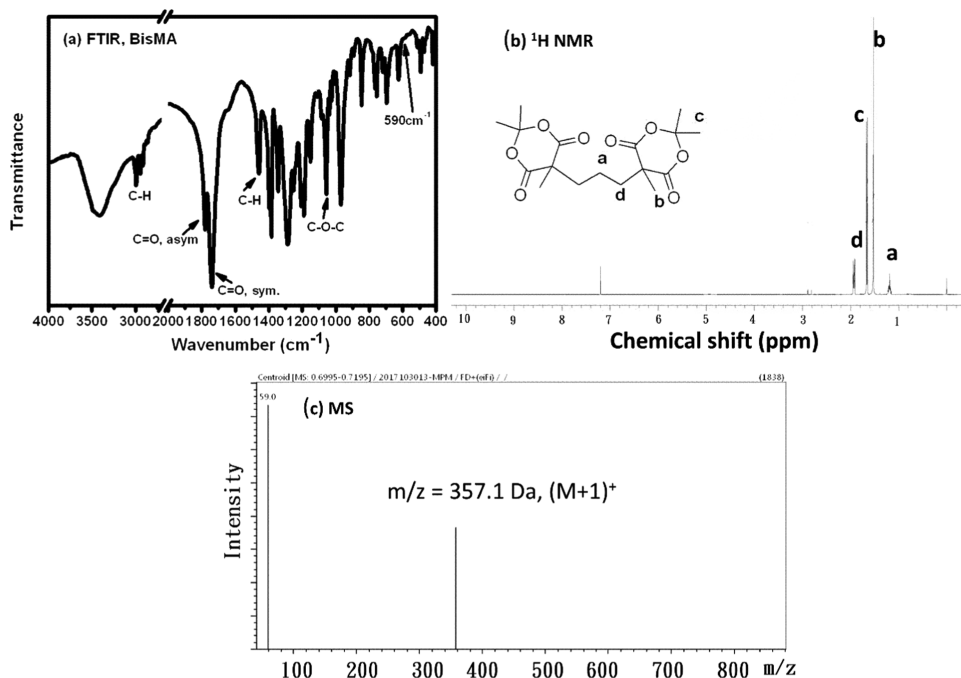 (a) FTIR, BisMA
Transmittance
590cm-1
C-H
C-H
C=O, asym
C-O-C
C=O, sym.
4000 3500 3000 2000 1800 1600 1400 1200 1000 800 600 400
Wavenumber (cm-1)
(b) 1H NMR
b
c
d
a
O
O
O
O
O
O
O
O
c
a
d
b
10 9 8 7 6 5 4 3 2 1
Chemical shift (ppm)
Centroid [MS: 0.6995-0.7195] / 2017103013-MPM / FD+(eiFi) / / (1838)
59.0
(c) MS
m/z = 357.1 Da, (M+1)+
Intensity
100 200 300 400 500 600 700 800 m/z